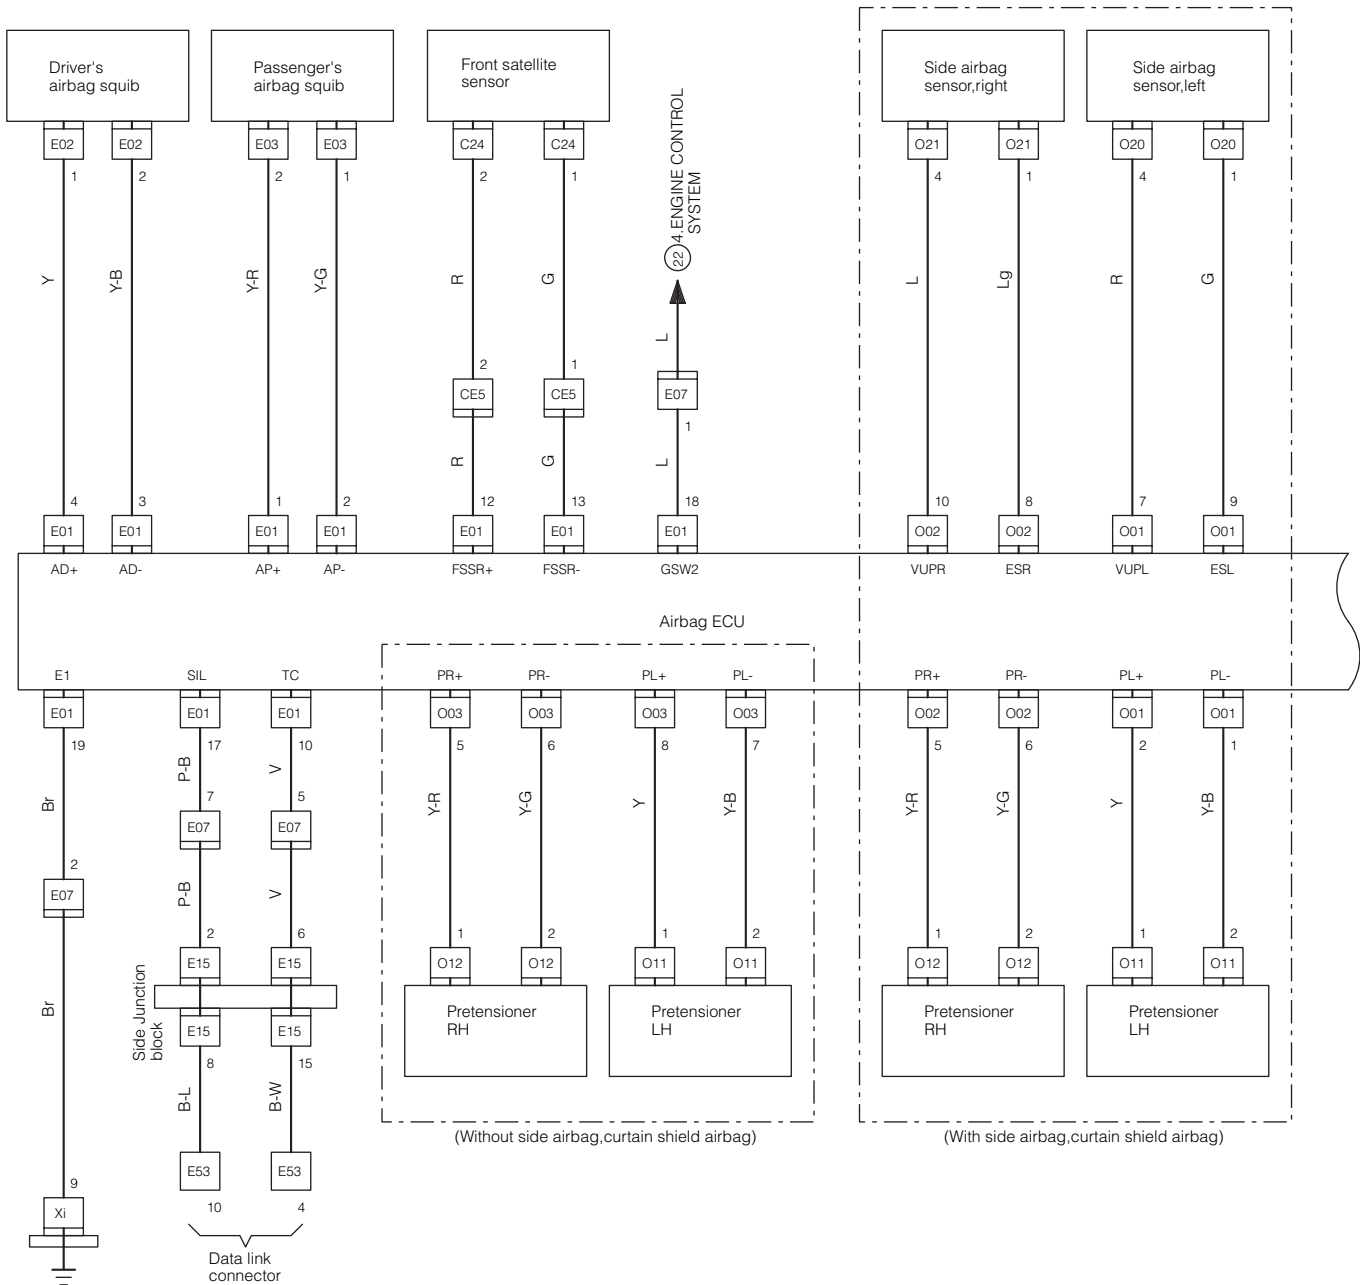 Driver's
airbag squib
Passenger's
airbag squib
Front satellite
sensor
Side airbag
sensor,right
Side airbag
sensor,left
E02 E02 E03 E03 C24 C24 O21 O21 O20 O20
1 2 2 1 2 1 4 1 4 1
22 4.ENGINE CONTROL
SYSTEM
Y Y-B Y-R Y-G R G L Lg R G
L
2 1
CE5 CE5 E07
1
R G L
4 3 1 2 12 13 18 10 8 7 9
E01 E01 E01 E01 E01 E01 E01 O02 O02 O01 O01
AD+ AD- AP+ AP- FSSR+ FSSR- GSW2 VUPR ESR VUPL ESL
Airbag ECU
E1 SIL TC PR+ PR- PL+ PL- PR+ PR- PL+ PL-
E01 E01 E01 O03 O03 O03 O03 O02 O02 O01 O01
19 17 10 5 6 8 7 5 6 2 1
P-B V
Br Y-R Y-G Y Y-B Y-R Y-G Y Y-B
7 5
E07 E07
2
E07
P-B V
2 6 1 2 1 2 1 2 1 2
E15 E15 O12 O12 O11 O11 O12 O12 O11 O11
Side Junction
block
Br
E15 E15
8 15
Pretensioner
RH
Pretensioner
LH
Pretensioner
RH
Pretensioner
LH
B-L B-W
(Without side airbag,curtain shield airbag)
(With side airbag,curtain shield airbag)
E53 E53
9
10 4
Xi
Data link
connector